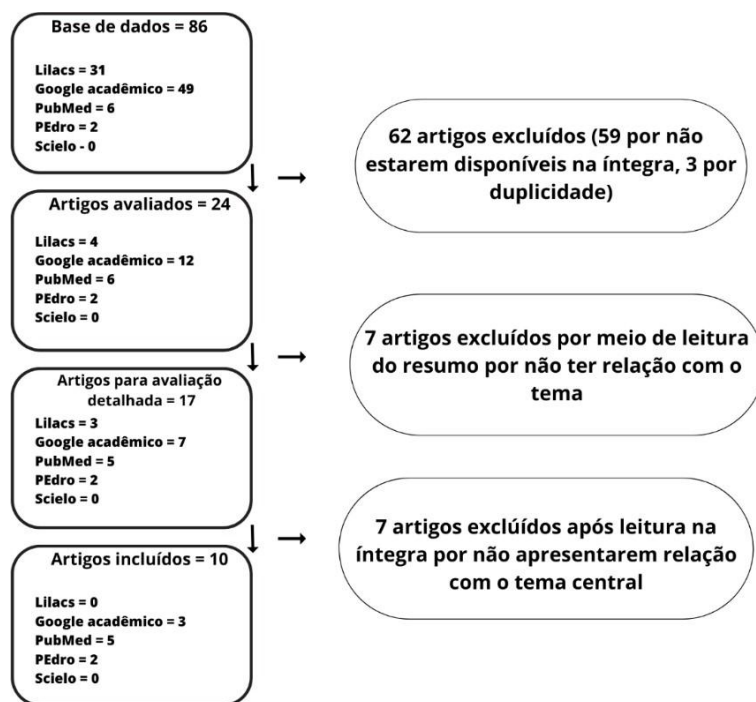 Base de dados = 86
Lilacs = 31
Google acadêmico = 49
PubMed = 6
PEdro = 2
Scielo - 0
62 artigos excluídos (59 por não
estarem disponíveis na íntegra, 3 por
duplicidade)
Artigos avaliados = 24
Lilacs = 4
Google acadêmico = 12
PubMed = 6
PEdro = 2
Scielo = 0
7 artigos excluídos por meio de leitura
do resumo por não ter relação com o
tema
Artigos para avaliação
detalhada = 17
Lilacs = 3
Google acadêmico = 7
PubMed = 5
PEdro = 2
Scielo = 0
7 artigos exclúídos após leitura na
íntegra por não apresentarem relação
com o tema central
Artigos incluídos = 10
Lilacs = 0
Google acadêmico = 3
PubMed = 5
PEdro = 2
Scielo = 0